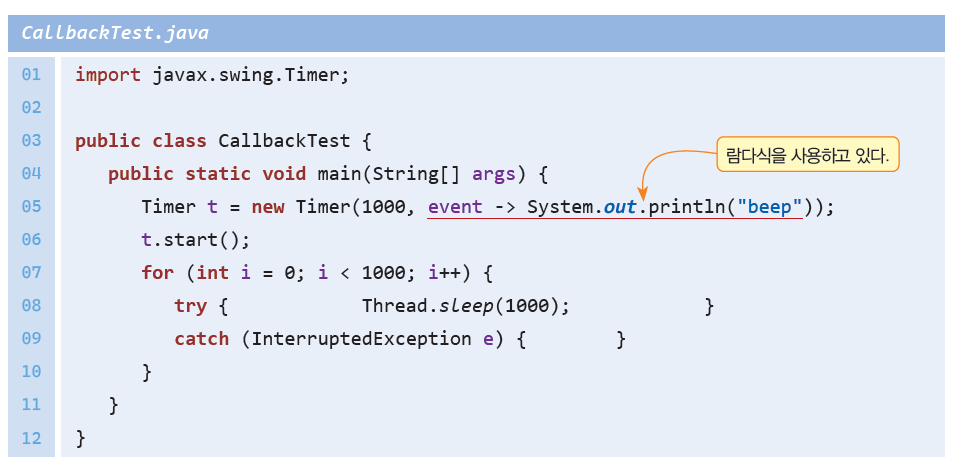 CallbackTest.java
01 import javax.swing.Timer;
02
03 public class CallbackTest {
람다식을 사용하고 있다.
04 public static void main(String[] args) {
05 Timer t = new Timer(1000, event -> System.out.println("beep"));
06 t.start();
07 for (int i = 0; i < 1000; i++) {
08 try { Thread.sleep(1000); }
09 catch (InterruptedException e) { }
10 }
11 }
12 }